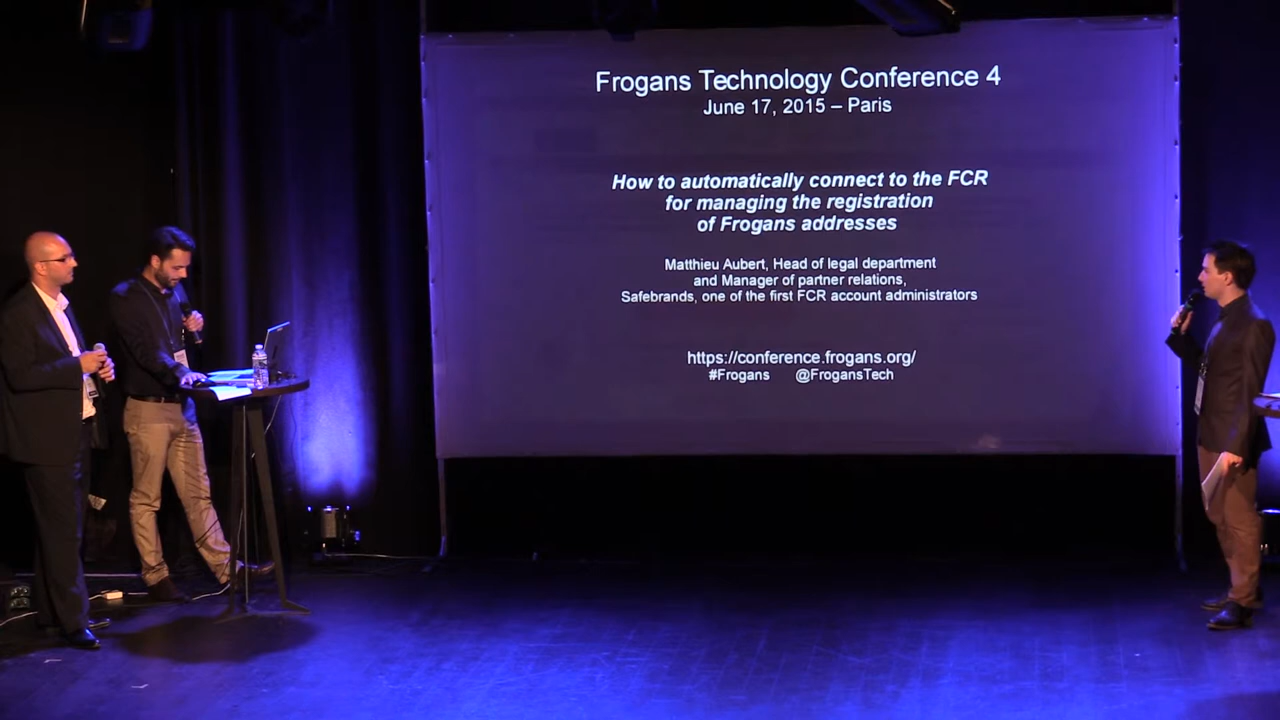 Frogans Technology Conference 4
June 17, 2015 – Paris
How to automatically connect to the FCR
for managing the registration
of Frogans addresses
Matthieu Aubert, Head of legal department
and Manager of partner relations,
Safebrands, one of the first FCR account administrators
https://conference.frogans.org/
#Frogans @FrogansTech